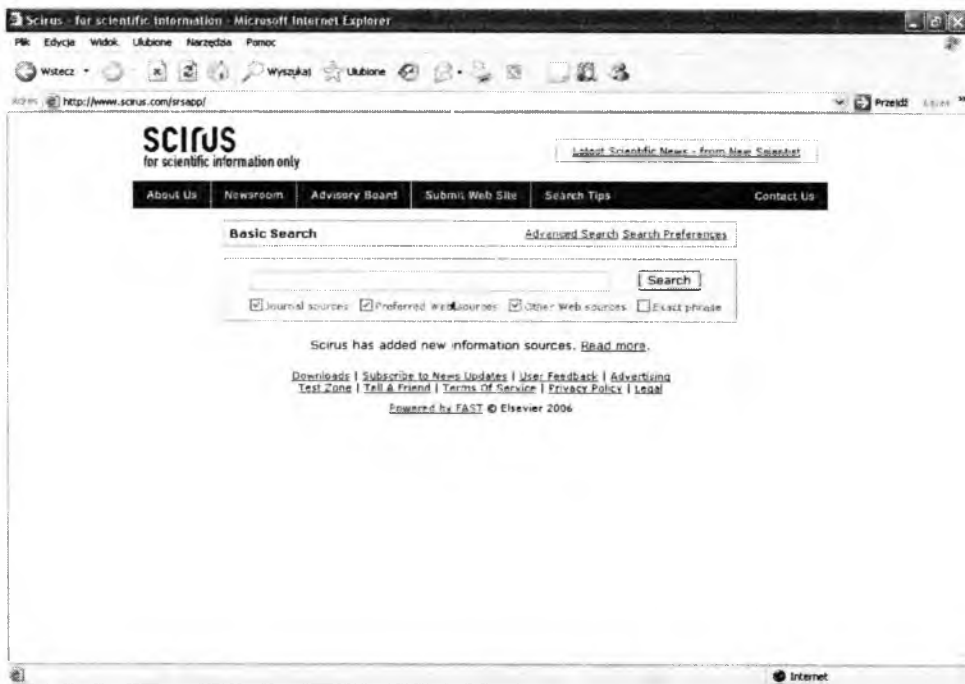 Scirus - for scientific information - Microsoft Internet Explorer
Plik Edycja Widok Ulubione Narzędzia Pomoc
Wstecz Wyszukaj Ulubione
http://www.scirus.com/srsapp/ Przejdź
SCIRUS
for scientific information only
Latest Scientific News - from New Scientist
About Us Newsroom Advisory Board Submit Web Site Search Tips Contact Us
Basic Search Advanced Search Search Preferences
Search
Journal sources Preferred Web sources Other Web sources Exact phrase
Scirus has added new information sources. Read more.
Downloads | Subscribe to News Updates | User Feedback | Advertising
Test Zone | Tell A Friend | Terms Of Service | Privacy Policy | Legal
Powered by FAST © Elsevier 2006
Internet